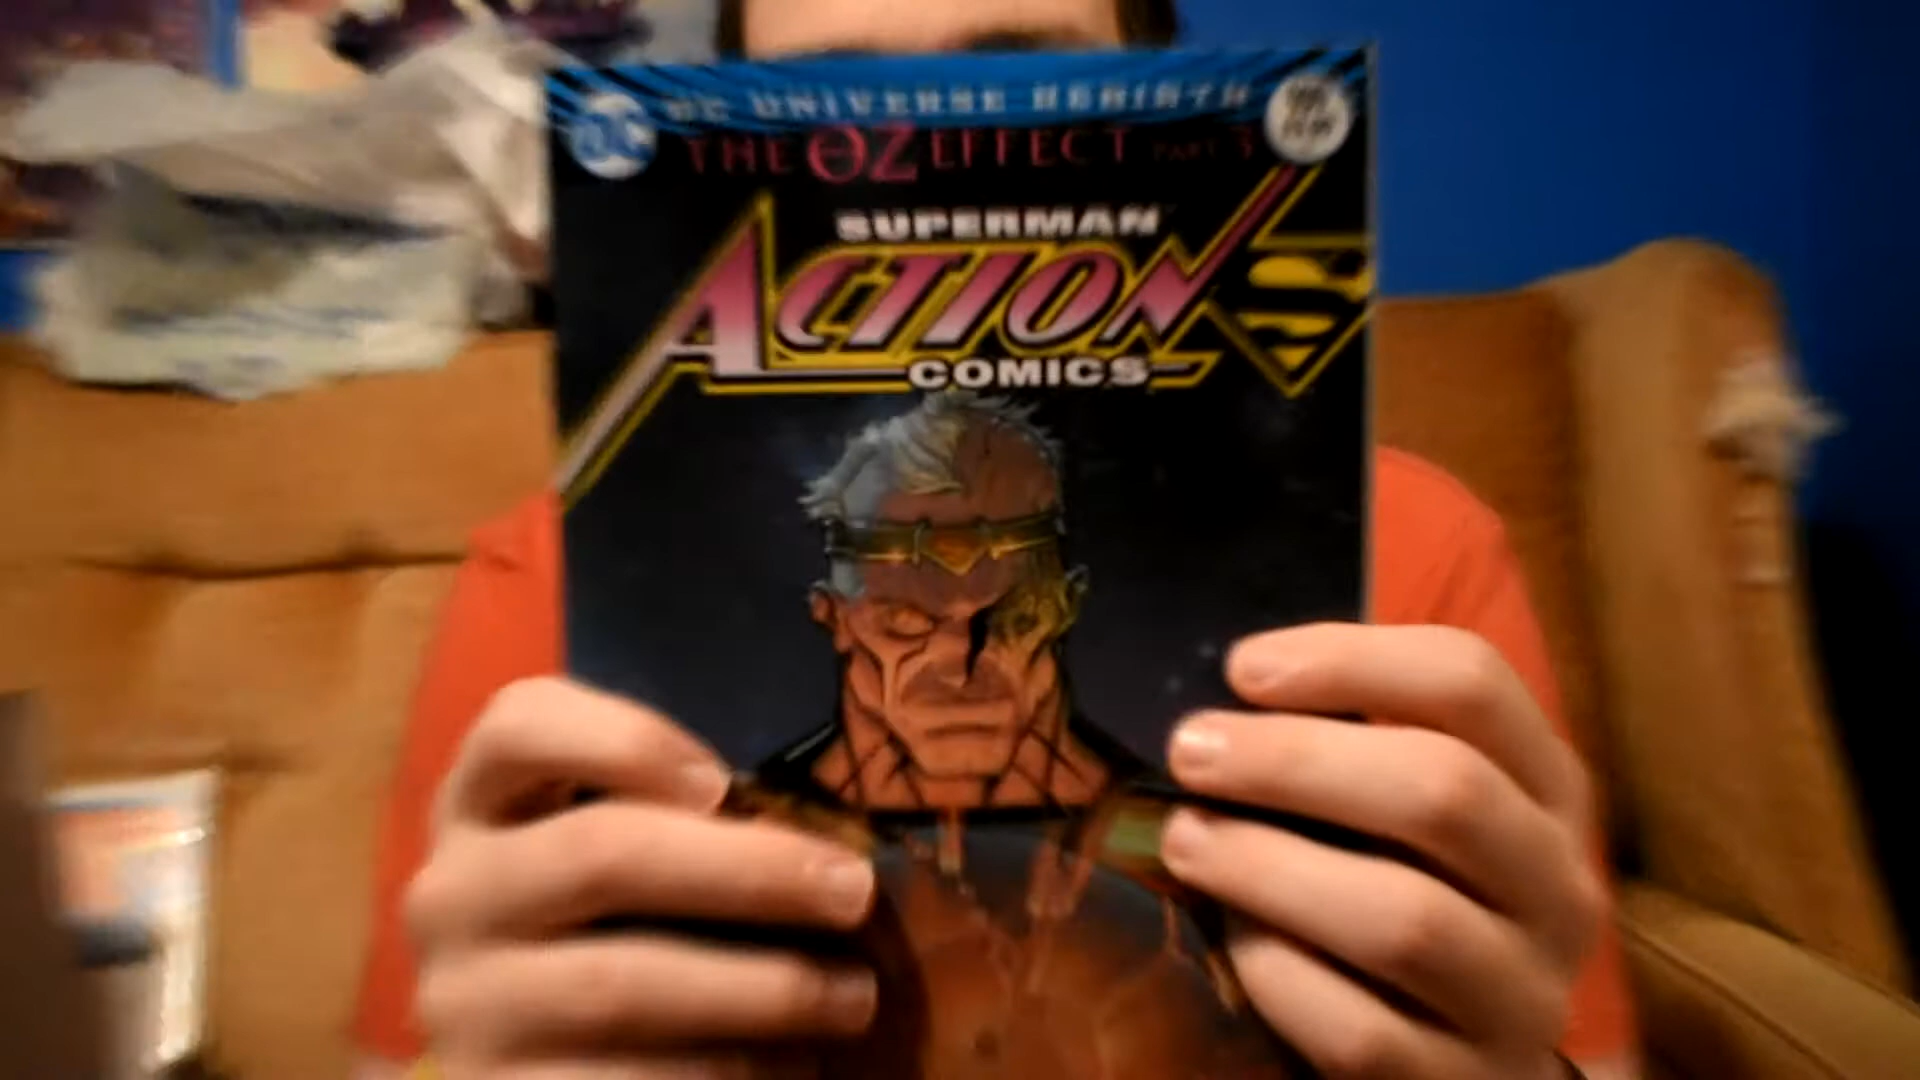 DC UNIVERSE REBIRTH
DC
THE OZ EFFECT PART 3
SUPERMAN
ACTION
COMICS